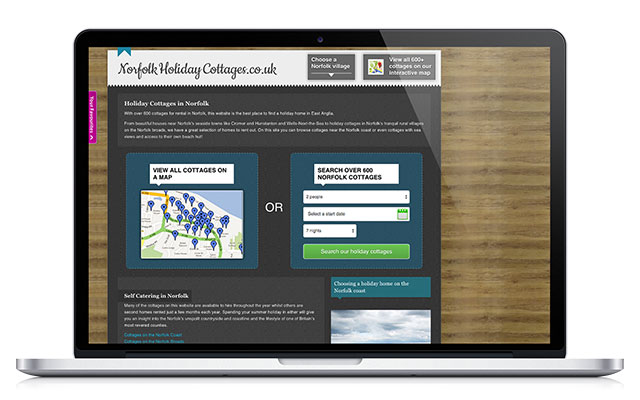 Norfolk Holiday Cottages.co.uk
Choose a
Norfolk village
View all 600+
cottages on our
interactive map
Your Favourites
Holiday Cottages in Norfolk
With over 600 cottages for rental in Norfolk, this website is the best place to find a holiday home in East Anglia.
From beautiful houses near Norfolk's seaside towns like Cromer and Hunstanton and Wells-Next-the-Sea to holiday cottages in Norfolk's tranquil rural villages
on the Norfolk broads, we have a great selection of homes to rent out. On this site you can browse cottages near the Norfolk coast or even cottages with sea
views and access to their own beach hut!
VIEW ALL COTTAGES ON
A MAP
OR
SEARCH OVER 600
NORFOLK COTTAGES
2 people
Select a start date
7 nights
Search our holiday cottages
Self Catering in Norfolk
Many of the cottages on this website are available to hire throughout the year whilst others are
second homes rented just a few months each year. Spending your summer holiday in either will give
you an insight into the Norfolk's unspoilt countryside and coastline and the lifestyle of one of Britain's
most revered counties.
Cottages on the Norfolk Coast
Cottages on the Norfolk Broads
Choosing a holiday home on the
Norfolk coast